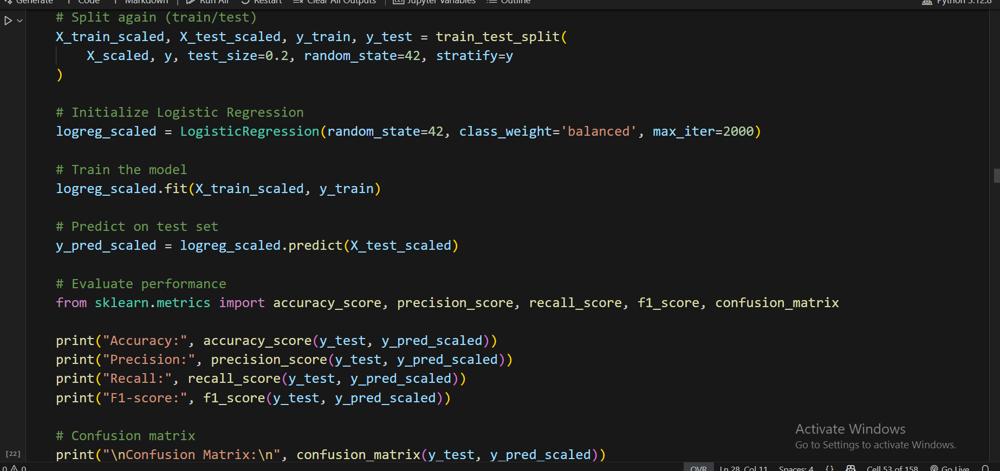 Generate Code Markdown Run All Restart Clear All Outputs Jupyter Variables Outline Python 3.12.8
# Split again (train/test)
X_train_scaled, X_test_scaled, y_train, y_test = train_test_split(
X_scaled, y, test_size=0.2, random_state=42, stratify=y
)
# Initialize Logistic Regression
logreg_scaled = LogisticRegression(random_state=42, class_weight='balanced', max_iter=2000)
# Train the model
logreg_scaled.fit(X_train_scaled, y_train)
# Predict on test set
y_pred_scaled = logreg_scaled.predict(X_test_scaled)
# Evaluate performance
from sklearn.metrics import accuracy_score, precision_score, recall_score, f1_score, confusion_matrix
print("Accuracy:", accuracy_score(y_test, y_pred_scaled))
print("Precision:", precision_score(y_test, y_pred_scaled))
print("Recall:", recall_score(y_test, y_pred_scaled))
print("F1-score:", f1_score(y_test, y_pred_scaled))
Activate Windows
Go to Settings to activate Windows.
# Confusion matrix
[22] print("\nConfusion Matrix:\n", confusion_matrix(y_test, y_pred_scaled))
0 0 OVR Ln 28, Col 11 Spaces: 4 {} Cell 53 of 158 Go Live